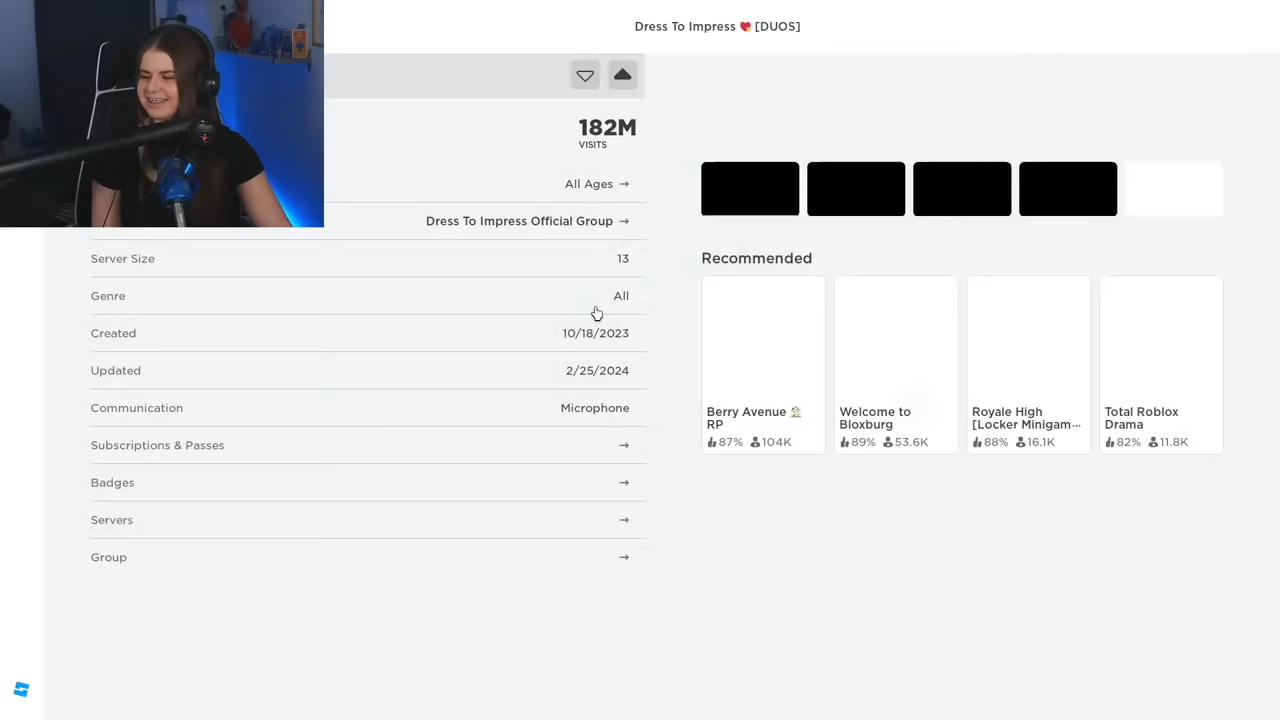 Dress To Impress ❤️ [DUOS]
182M
VISITS
All Ages →
Dress To Impress Official Group →
Server Size 13
Genre All
Created 10/18/2023
Updated 2/25/2024
Communication Microphone
Subscriptions & Passes →
Badges →
Servers →
Group →
Recommended
Berry Avenue 🏠
RP
87% 104K
Welcome to
Bloxburg
89% 53.6K
Royale High
[Locker Minigam...
88% 16.1K
Total Roblox
Drama
82% 11.8K